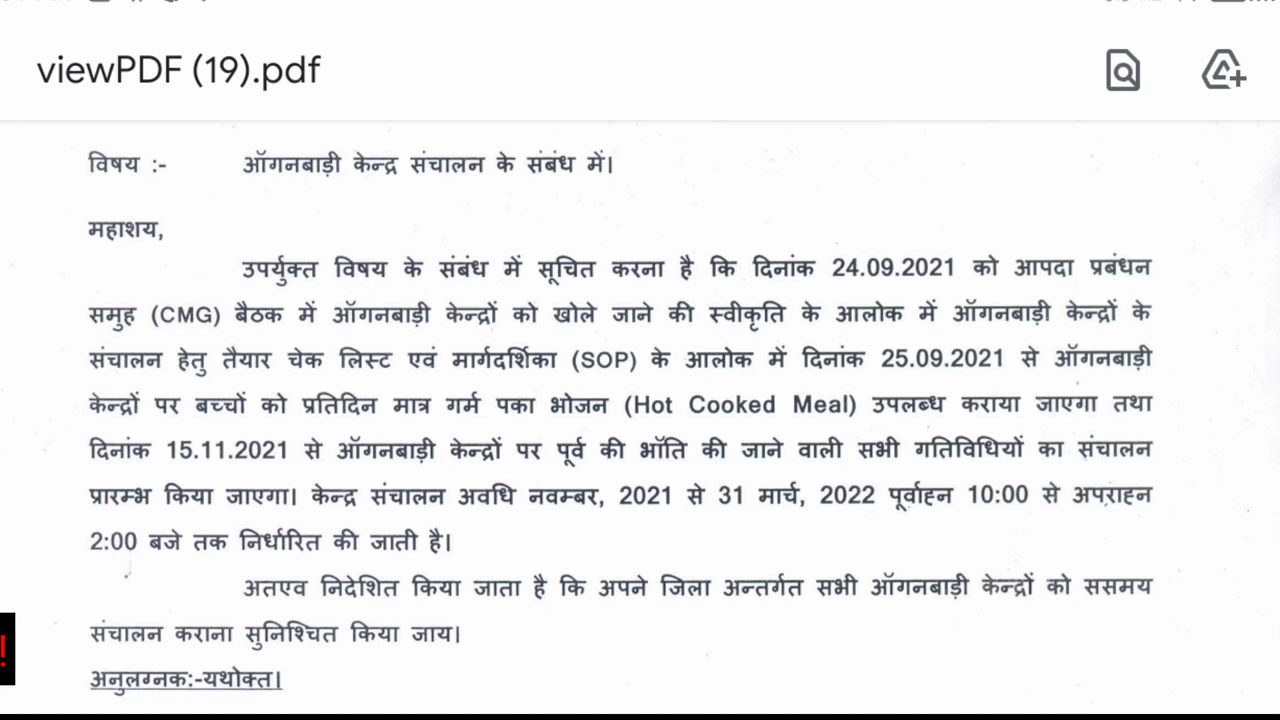 viewPDF (19).pdf
विषय :- ऑगनबाड़ी केन्द्र संचालन के संबंध में।
महाशय,
उपर्युक्त विषय के संबंध में सूचित करना है कि दिनांक 24.09.2021 को आपदा प्रबंधन
समुह (CMG) बैठक में ऑगनबाड़ी केन्द्रों को खोले जाने की स्वीकृति के आलोक में ऑगनबाड़ी केन्द्रों के
संचालन हेतु तैयार चेक लिस्ट एवं मार्गदर्शिका (SOP) के आलोक में दिनांक 25.09.2021 से ऑगनबाड़ी
केन्द्रों पर बच्चों को प्रतिदिन मात्र गर्म पका भोजन (Hot Cooked Meal) उपलब्ध कराया जाएगा तथा
दिनांक 15.11.2021 से ऑगनबाड़ी केन्द्रों पर पूर्व की भॉति की जाने वाली सभी गतिविधियों का संचालन
प्रारम्भ किया जाएगा। केन्द्र संचालन अवधि नवम्बर, 2021 से 31 मार्च, 2022 पूर्वाहन 10:00 से अपराहन
2:00 बजे तक निर्धारित की जाती है।
अतएव निदेशित किया जाता है कि अपने जिला अन्तर्गत सभी ऑगनबाड़ी केन्द्रों को ससमय
संचालन कराना सुनिश्चित किया जाय।
अनुलग्नक:-यथोक्त।
!